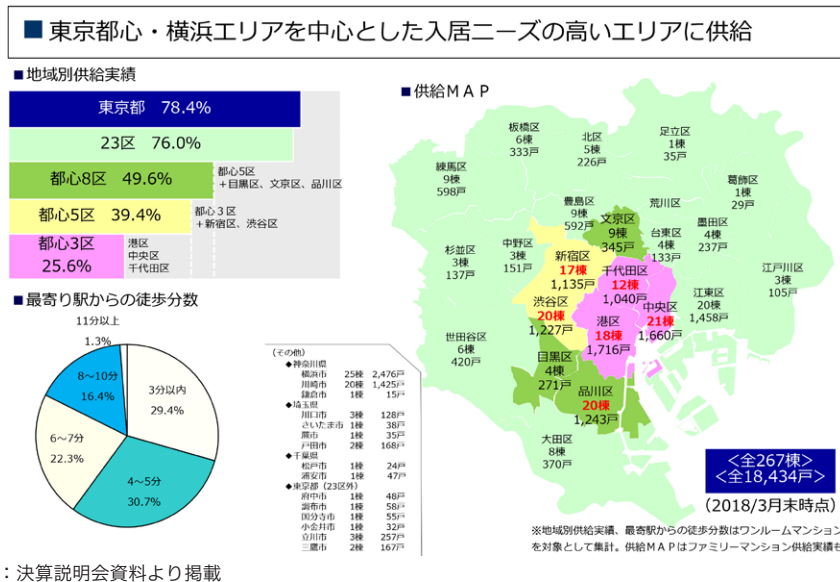 ■ 東京都心・横浜エリアを中心とした入居ニーズの高いエリアに供給
■ 地域別供給実績
東京都 78.4%
23区 76.0%
都心8区 49.6%
都心5区
+目黒区、文京区、品川区
都心5区 39.4%
都心3区
+新宿区、渋谷区
都心3区
25.6%
港区
中央区
千代田区
■ 最寄り駅からの徒歩分数
11分以上
1.3%
8~10分
16.4%
3分以内
29.4%
6~7分
22.3%
4~5分
30.7%
(その他)
◆神奈川県
横浜市 25棟 2,476戸
川崎市 20棟 1,425戸
鎌倉市 1棟 15戸
◆埼玉県
川口市 3棟 128戸
さいたま市 1棟 38戸
蕨市 1棟 35戸
戸田市 2棟 168戸
◆千葉県
松戸市 1棟 24戸
浦安市 1棟 47戸
◆東京都(23区外)
府中市 1棟 48戸
調布市 1棟 58戸
国分寺市 1棟 55戸
小金井市 1棟 32戸
立川市 3棟 257戸
三鷹市 2棟 167戸
■ 供給MAP
板橋区
6棟
333戸
北区
5棟
226戸
足立区
1棟
35戸
練馬区
9棟
598戸
葛飾区
1棟
29戸
豊島区
9棟
592戸
文京区
9棟
345戸
荒川区
台東区
4棟
133戸
墨田区
4棟
237戸
杉並区
3棟
137戸
中野区
3棟
151戸
新宿区
17棟
1,135戸
千代田区
12棟
1,040戸
江戸川区
3棟
105戸
江東区
20棟
1,458戸
渋谷区
20棟
1,227戸
港区
18棟
1,716戸
中央区
21棟
1,660戸
世田谷区
6棟
420戸
目黒区
4棟
271戸
品川区
20棟
1,243戸
大田区
8棟
370戸
<全267棟>
<全18,434戸>
(2018/3月末時点)
※地域別供給実績、最寄駅からの徒歩分数はワンルームマンション
を対象として集計。供給MAPはファミリーマンション供給実績も
:決算説明会資料より掲載